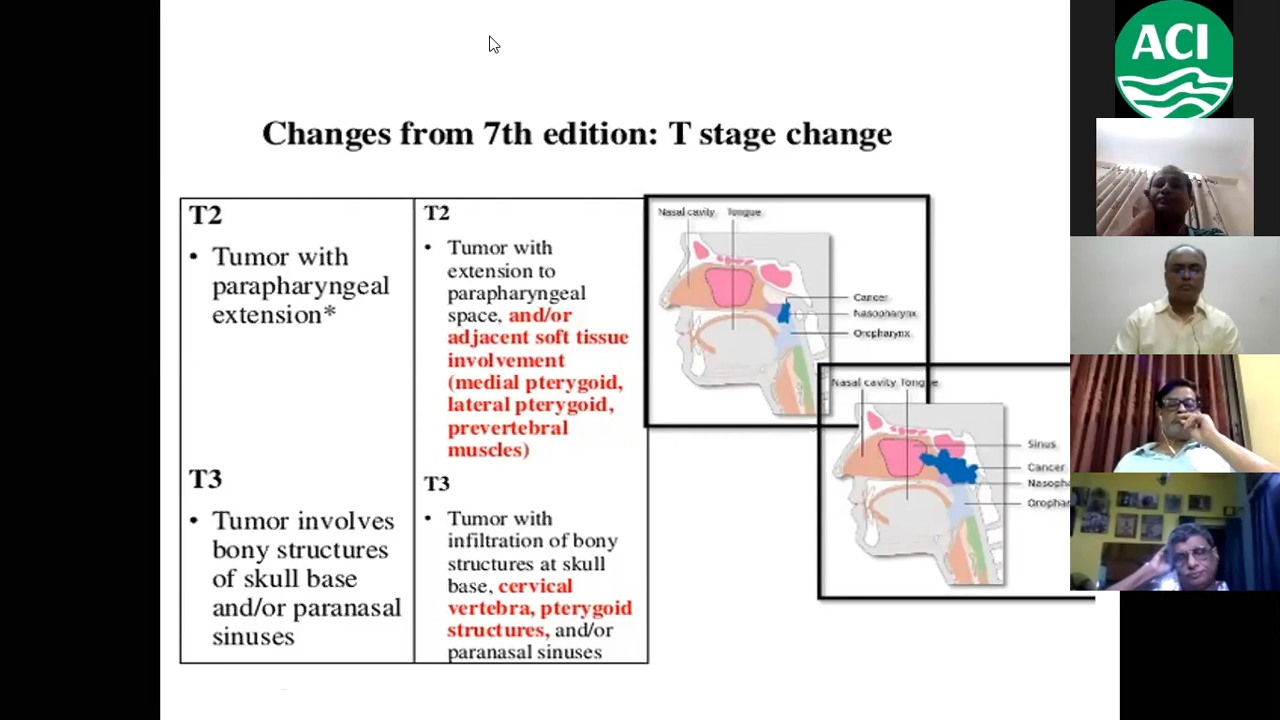 ACI
Changes from 7th edition: T stage change
T2
• Tumor with
parapharyngeal
extension*
T3
• Tumor involves
bony structures
of skull base
and/or paranasal
sinuses
T2
• Tumor with
extension to
parapharyngeal
space, and/or
adjacent soft tissue
involvement
(medial pterygoid,
lateral pterygoid,
prevertebral
muscles)
T3
• Tumor with
infiltration of bony
structures at skull
base, cervical
vertebra, pterygoid
structures, and/or
paranasal sinuses
Nasal cavity Tongue
Cancer
Nasopharynx
Oropharynx
Nasal cavity Tongue
Sinus
Cancer
Nasoph
Orophar